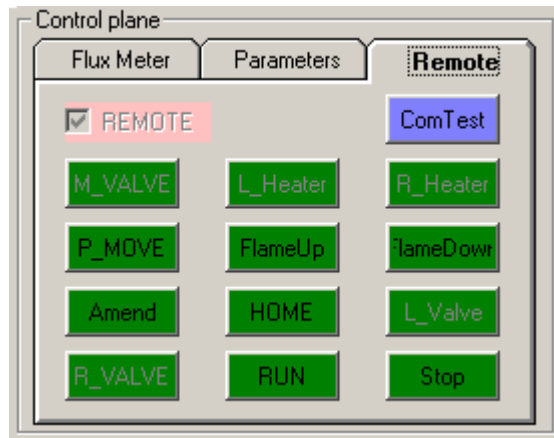 Control plane
Flux Meter Parameters Remote
REMOTE ComTest
M_VALVE L_Heater R_Heater
P_MOVE FlameUp FlameDown
Amend HOME L_Valve
R_VALVE RUN Stop